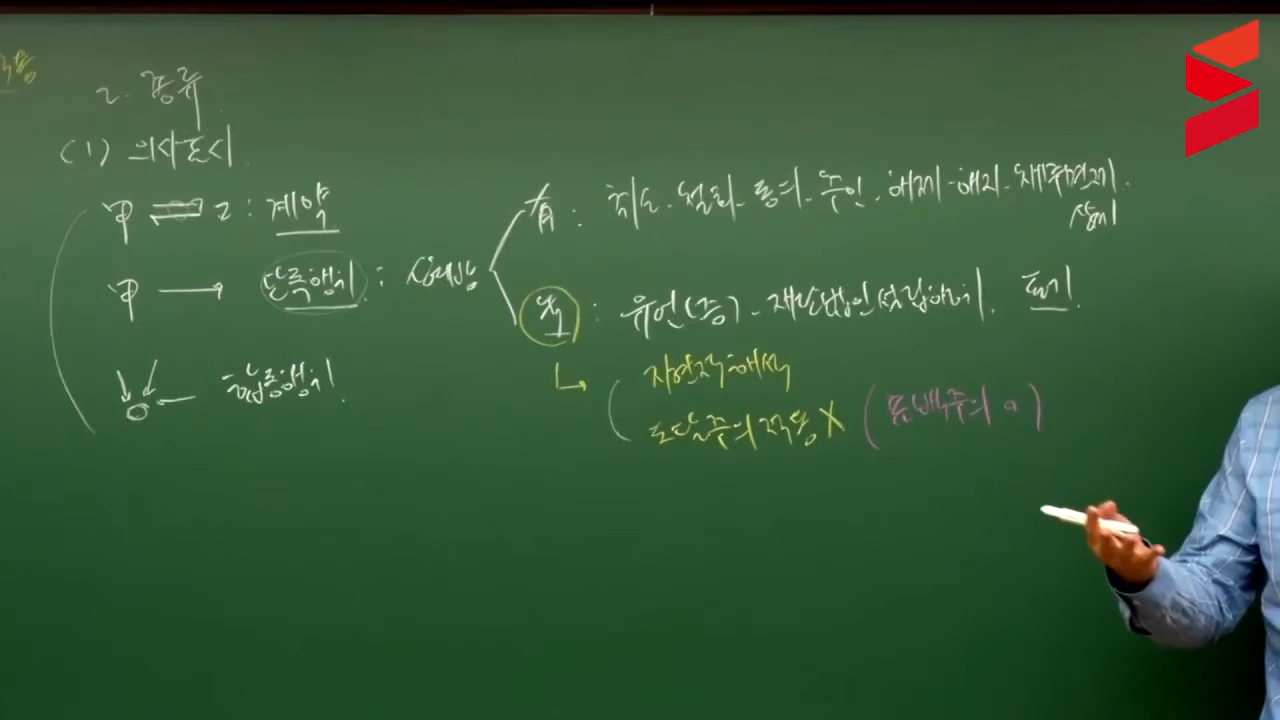 2. 종류
(1) 의사표시.
甲 ⇄ 乙 : 계약
甲 → 단독행위 : 상대방
有 : 취소 - 철회 - 동의 - 추인 - 해제 - 해지 - 채무면제.
상계
無 : 유언(증) - 재단법인설립행위. 포기.
자연적해석
도달주의적용 X (표백주의 o)
합동행위.